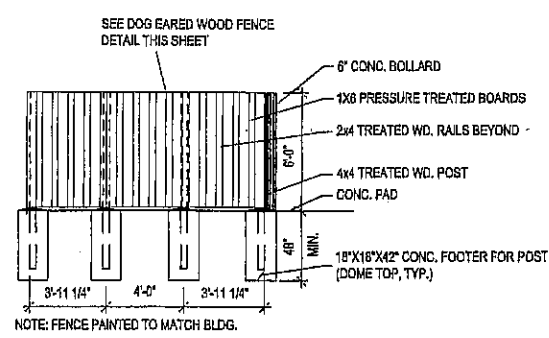 SEE DOG EARED WOOD FENCE
DETAIL THIS SHEET
6" CONC. BOLLARD
1X6 PRESSURE TREATED BOARDS
2x4 TREATED WD. RAILS BEYOND
4x4 TREATED WD. POST
CONC. PAD
6'-0"
48"
MIN.
18"X18"X42" CONC. FOOTER FOR POST
(DOME TOP, TYP.)
3'-11 1/4"
4'-0"
3'-11 1/4"
NOTE: FENCE PAINTED TO MATCH BLDG.